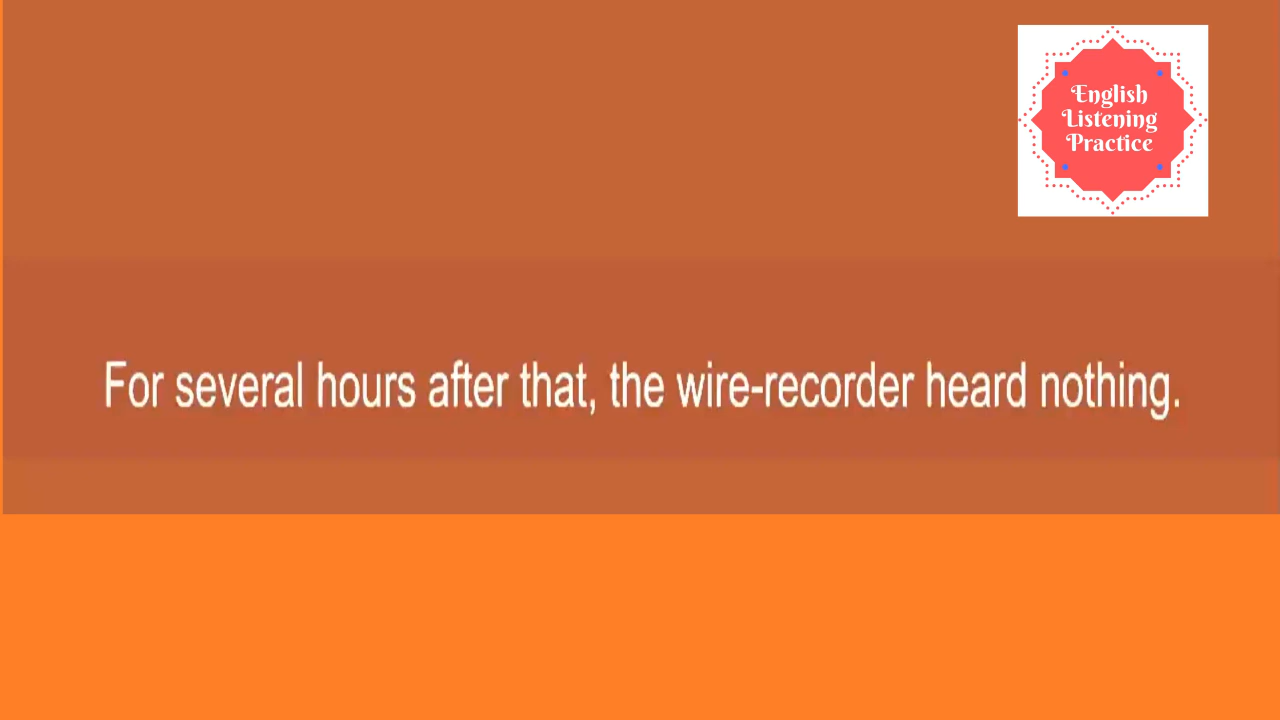 English
Listening
Practice
For several hours after that, the wire-recorder heard nothing.